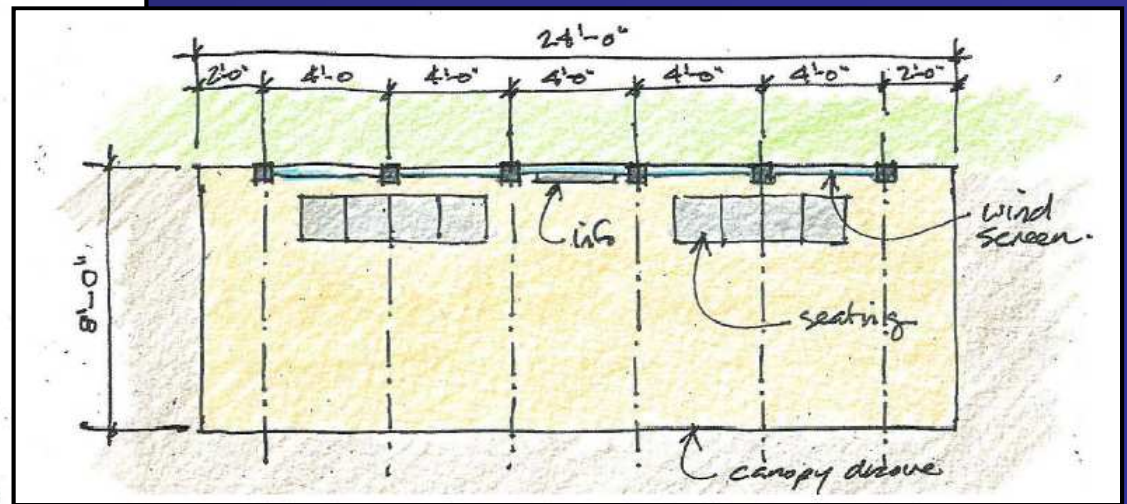 24'-0"
2'-0" 4'-0 4'-0" 4'-0" 4'-0" 4'-0" 2'-0"
8'-0"
info
wind
screen.
seating
canopy above